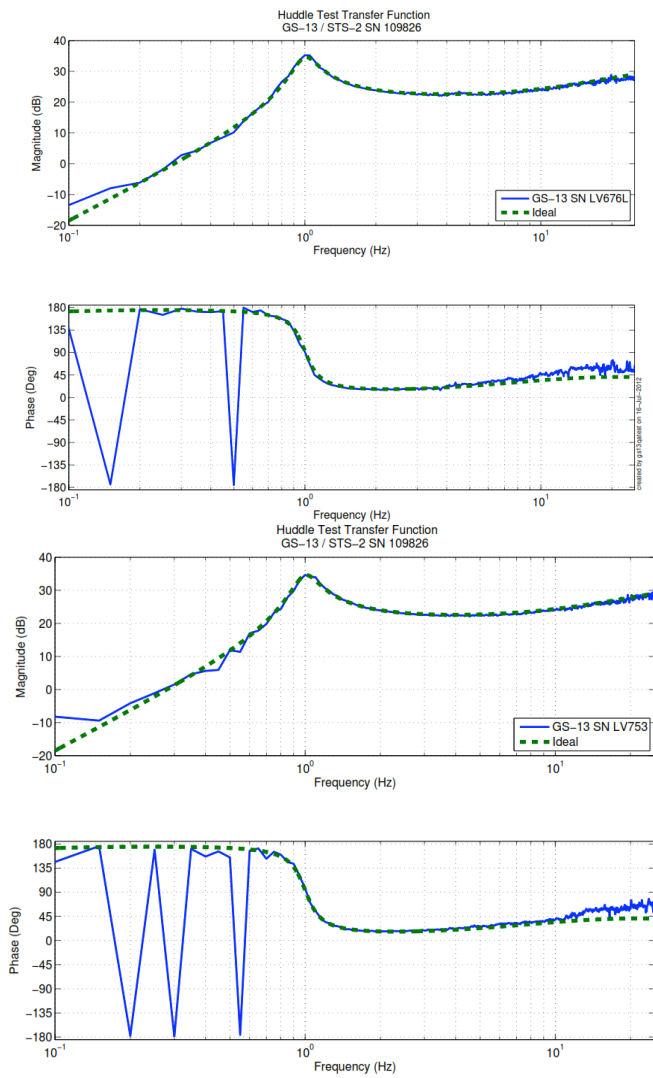 Huddle Test Transfer Function
GS−13 / STS−2 SN 109826
40
30
20
10
0
−10
−20
Magnitude (dB)
GS−13 SN LV676L
Ideal
10^−1
10^0
10^1
Frequency (Hz)
180
135
90
45
0
−45
−90
−135
−180
Phase (Deg)
created by gs13qatest on 16−Jul−2012
10^−1
10^0
10^1
Frequency (Hz)
Huddle Test Transfer Function
GS−13 / STS−2 SN 109826
40
30
20
10
0
−10
−20
Magnitude (dB)
GS−13 SN LV753
Ideal
10^−1
10^0
10^1
Frequency (Hz)
180
135
90
45
0
−45
−90
−135
−180
Phase (Deg)
10^−1
10^0
10^1
Frequency (Hz)